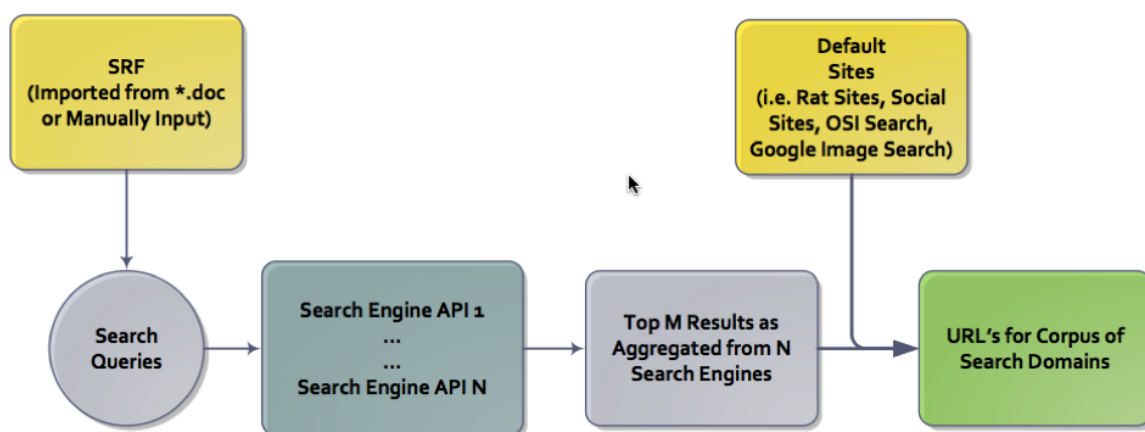 SRF
(Imported from *.doc
or Manually Input)
Default
Sites
(i.e. Rat Sites, Social
Sites, OSI Search,
Google Image Search)
Search
Queries
Search Engine API 1
...
...
Search Engine API N
Top M Results as
Aggregated from N
Search Engines
URL's for Corpus of
Search Domains